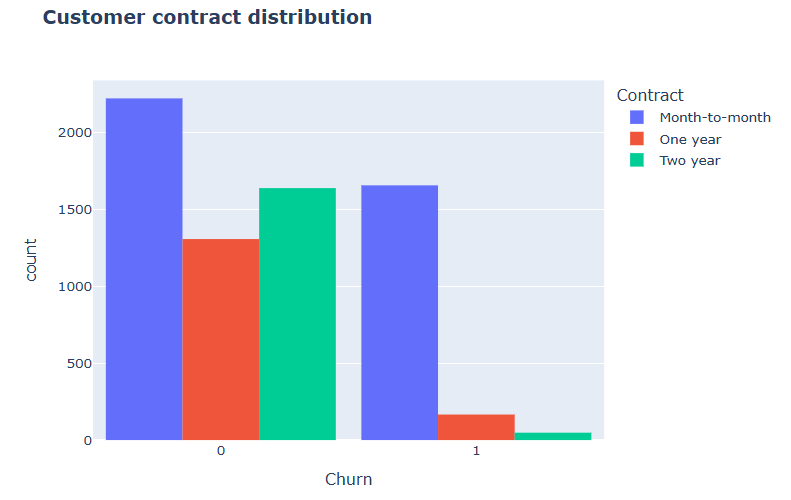 Customer contract distribution
Contract
Month-to-month
One year
Two year
2000
1500
1000
500
0
count
0
1
Churn